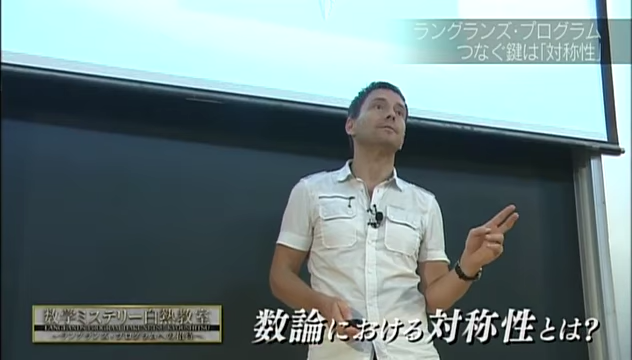 ラングランズ・プログラム
つなぐ鍵は「対称性」
数学ミステリー白熱教室
数論における対称性とは?